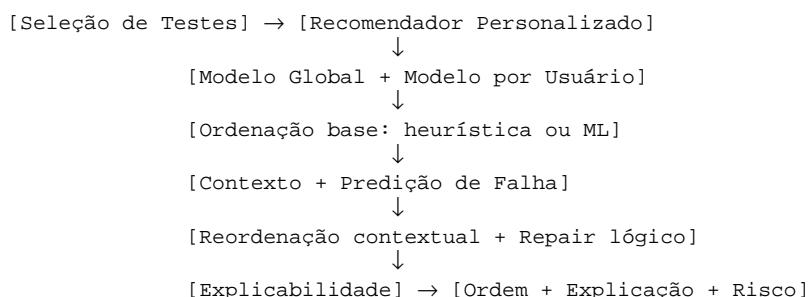 [Seleção de Testes] → [Recomendador Personalizado]
↓
[Modelo Global + Modelo por Usuário]
↓
[Ordenação base: heurística ou ML]
↓
[Contexto + Predição de Falha]
↓
[Reordenação contextual + Repair lógico]
↓
[Explicabilidade] → [Ordem + Explicação + Risco]